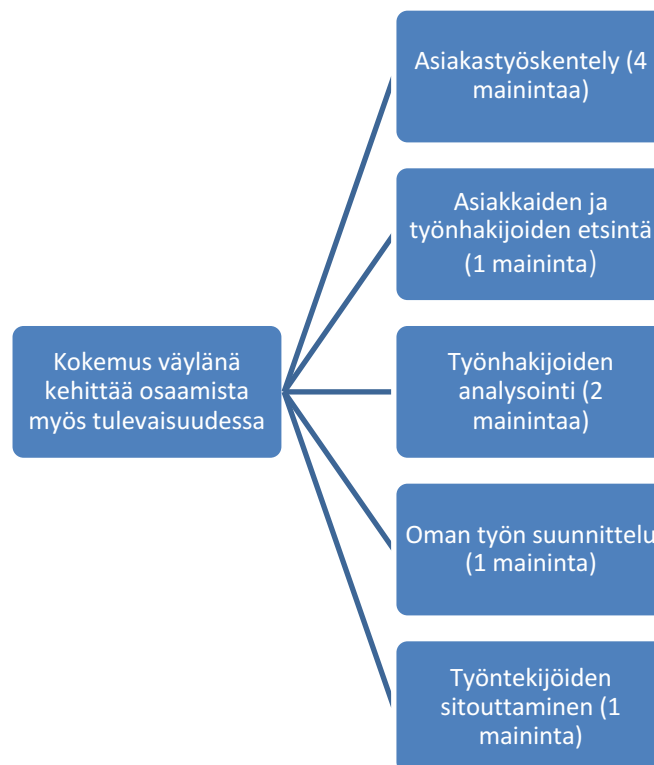 Asiakastyöskentely (4
mainintaa)
Asiakkaiden ja
työnhakijoiden etsintä
(1 maininta)
Kokemus väylänä
kehittää osaamista
myös tulevaisuudessa
Työnhakijoiden
analysointi (2
mainintaa)
Oman työn suunnittelu
(1 maininta)
Työntekijöiden
sitouttaminen (1
maininta)